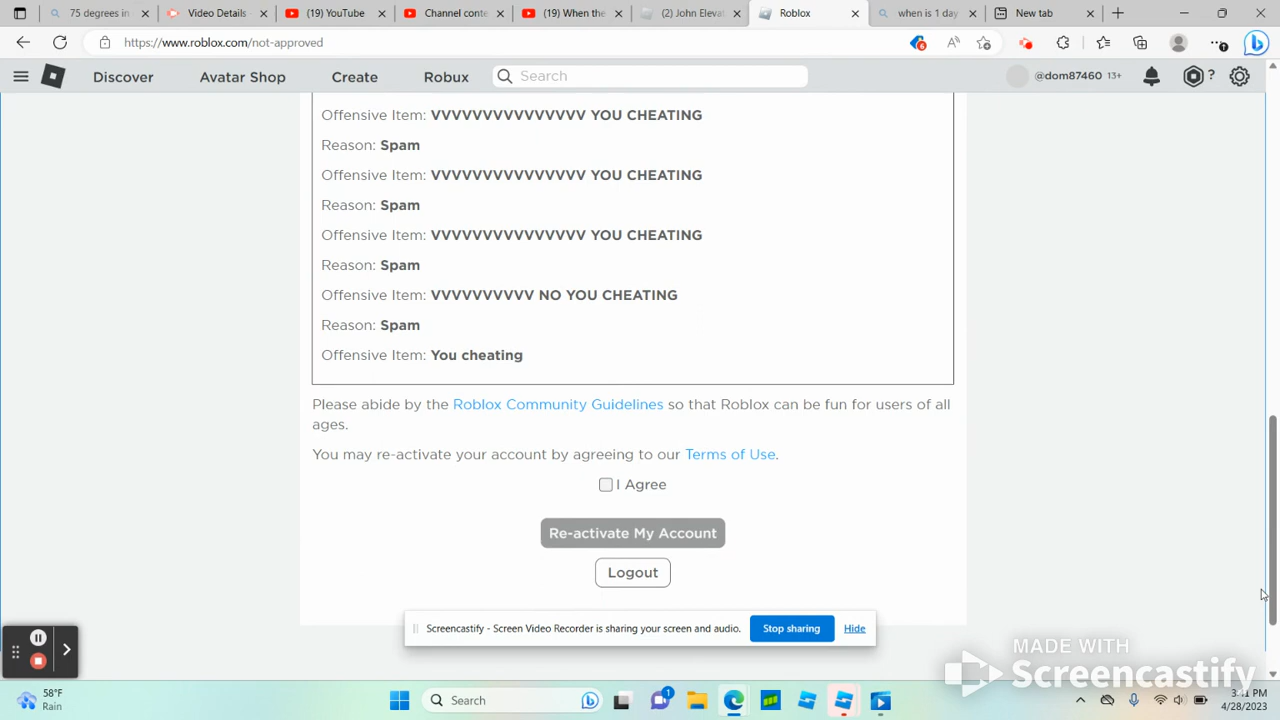 75 degrees in
Video Details
(19) YouTube
Channel conte
(19) When the
(2) John Elevat
Roblox
when is 1 day
New tab
https://www.roblox.com/not-approved
6
Discover
Avatar Shop
Create
Robux
Search
@dom87460 13+
?
Offensive Item: VVVVVVVVVVVVVVV YOU CHEATING
Reason: Spam
Offensive Item: VVVVVVVVVVVVVVV YOU CHEATING
Reason: Spam
Offensive Item: VVVVVVVVVVVVVVV YOU CHEATING
Reason: Spam
Offensive Item: VVVVVVVVVV NO YOU CHEATING
Reason: Spam
Offensive Item: You cheating
Please abide by the Roblox Community Guidelines so that Roblox can be fun for users of all
ages.
You may re-activate your account by agreeing to our Terms of Use.
I Agree
Re-activate My Account
Logout
Screencastify - Screen Video Recorder is sharing your screen and audio.
Stop sharing
Hide
MADE WITH
Screencastify
58°F
Rain
Search
1
3:41 PM
4/28/2023